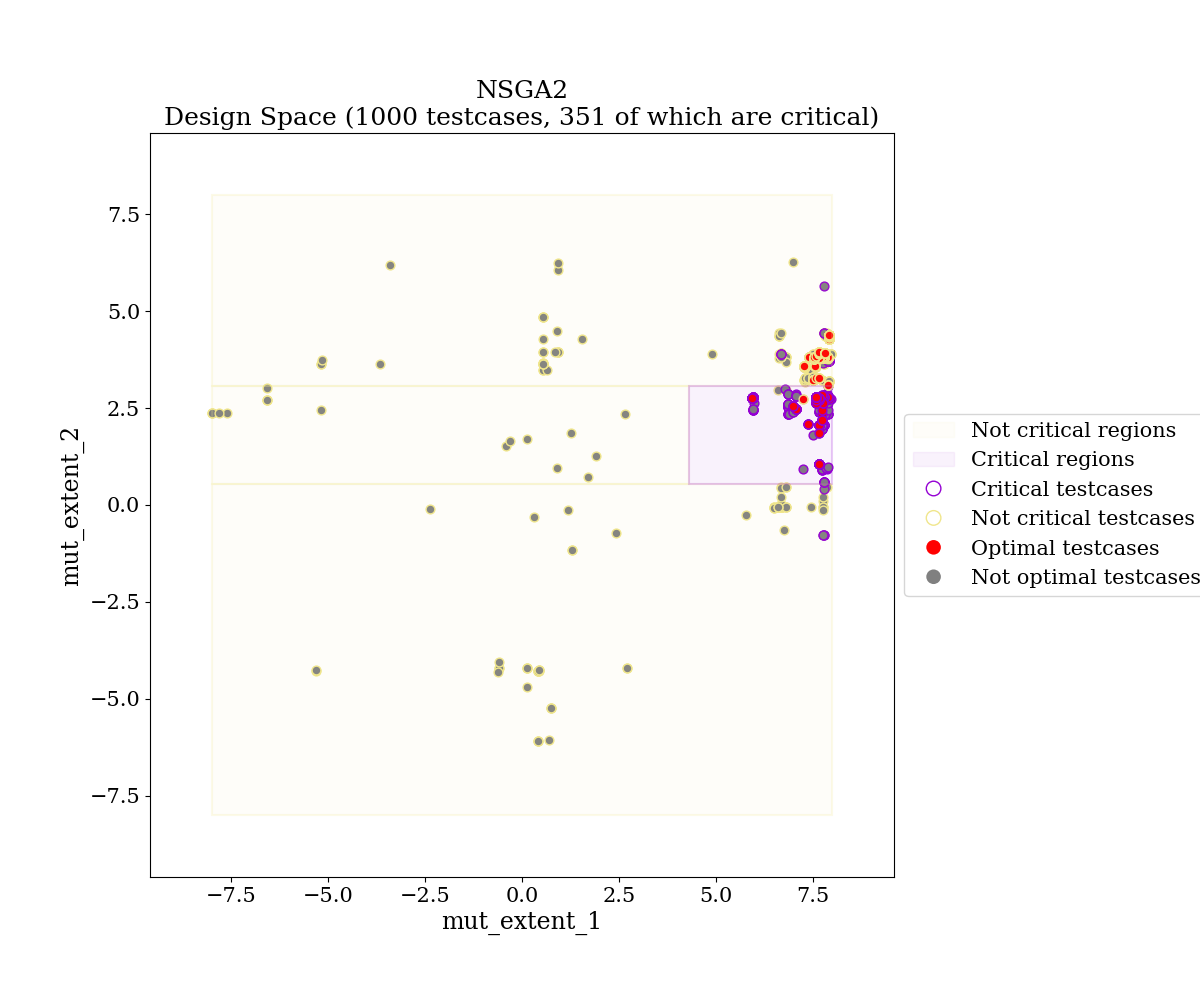 NSGA2
Design Space (1000 testcases, 351 of which are critical)
7.5
5.0
2.5
0.0
−2.5
−5.0
−7.5
mut_extent_2
−7.5
−5.0
−2.5
0.0
2.5
5.0
7.5
mut_extent_1
Not critical regions
Critical regions
Critical testcases
Not critical testcases
Optimal testcases
Not optimal testcases